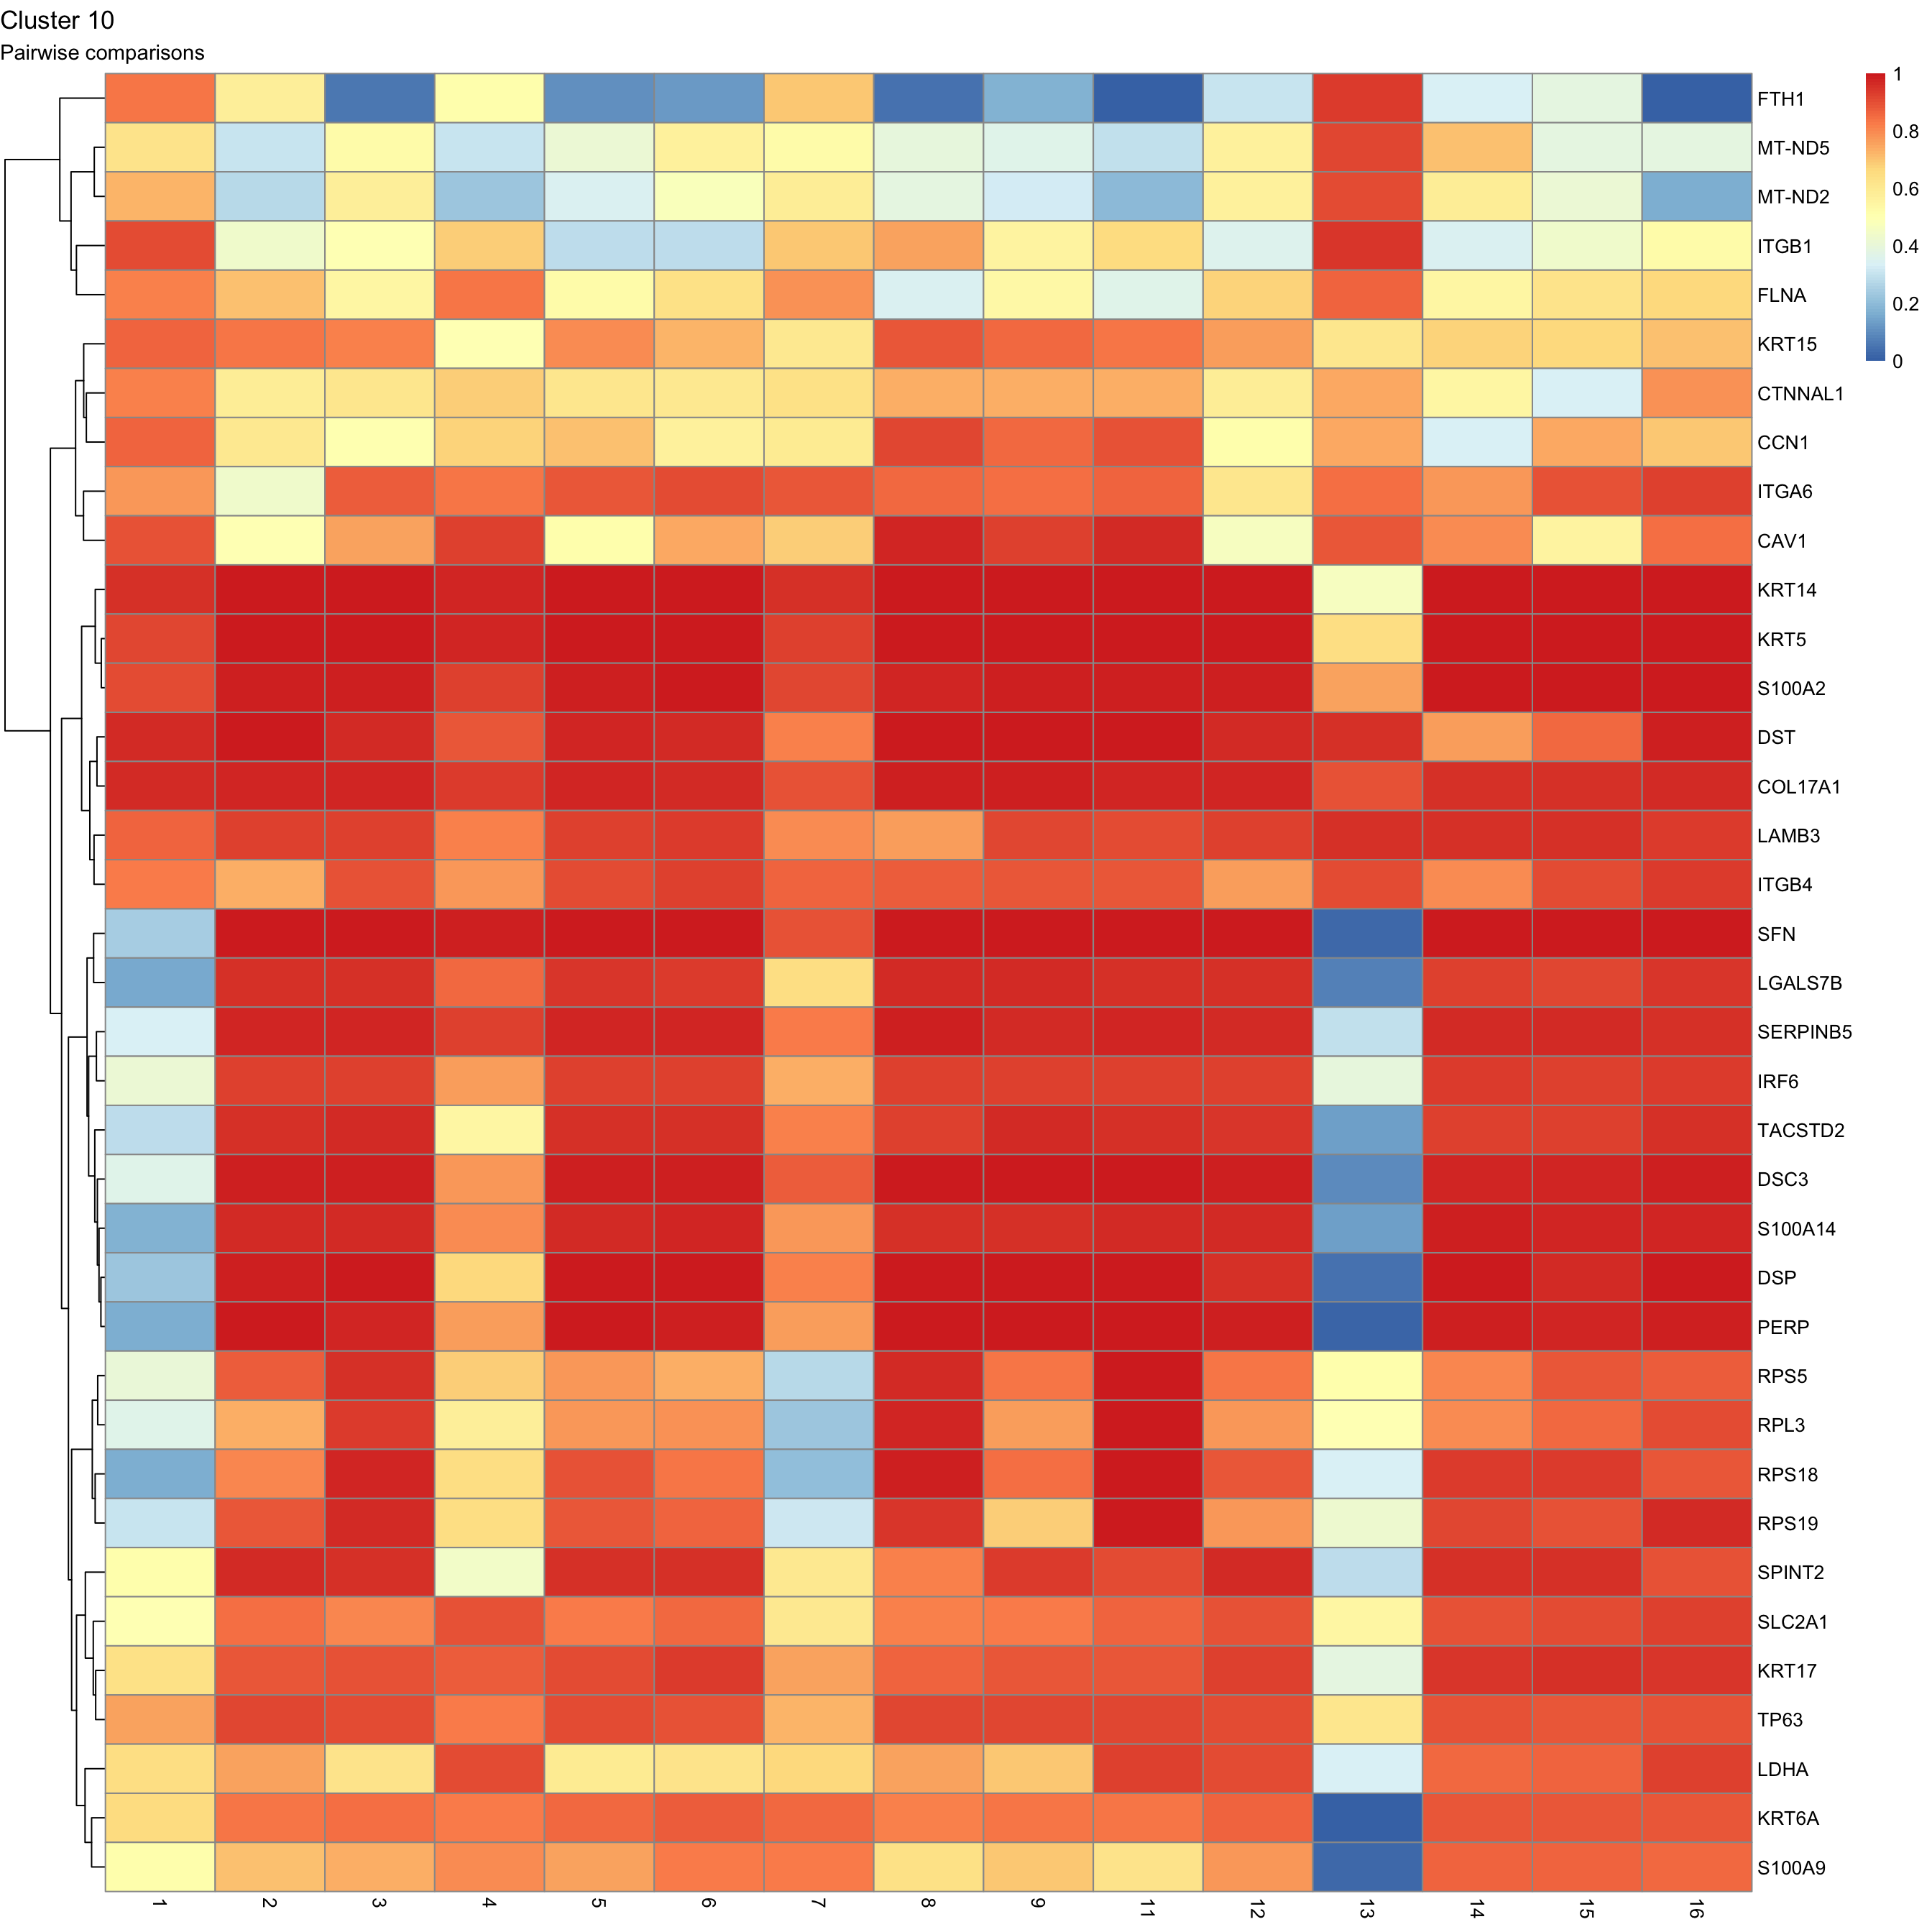 Cluster 10
Pairwise comparisons
FTH1
MT-ND5
MT-ND2
ITGB1
FLNA
KRT15
CTNNAL1
CCN1
ITGA6
CAV1
KRT14
KRT5
S100A2
DST
COL17A1
LAMB3
ITGB4
SFN
LGALS7B
SERPINB5
IRF6
TACSTD2
DSC3
S100A14
DSP
PERP
RPS5
RPL3
RPS18
RPS19
SPINT2
SLC2A1
KRT17
TP63
LDHA
KRT6A
S100A9
1 2 3 4 5 6 7 8 9 11 12 13 14 15 16
1
0.8
0.6
0.4
0.2
0